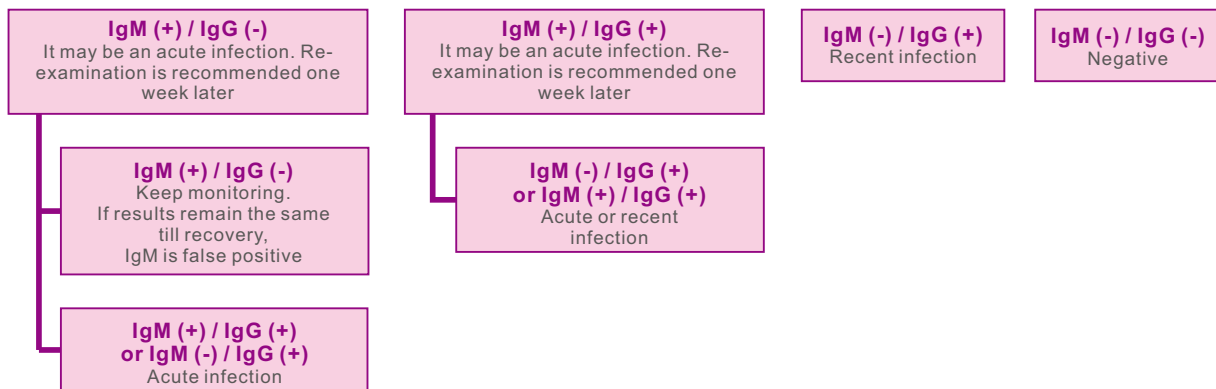 IgM (+) / IgG (-)
It may be an acute infection. Re-
examination is recommended one
week later
IgM (+) / IgG (-)
Keep monitoring.
If results remain the same
till recovery,
IgM is false positive
IgM (+) / IgG (+)
or IgM (-) / IgG (+)
Acute infection
IgM (+) / IgG (+)
It may be an acute infection. Re-
examination is recommended one
week later
IgM (-) / IgG (+)
or IgM (+) / IgG (+)
Acute or recent
infection
IgM (-) / IgG (+)
Recent infection
IgM (-) / IgG (-)
Negative